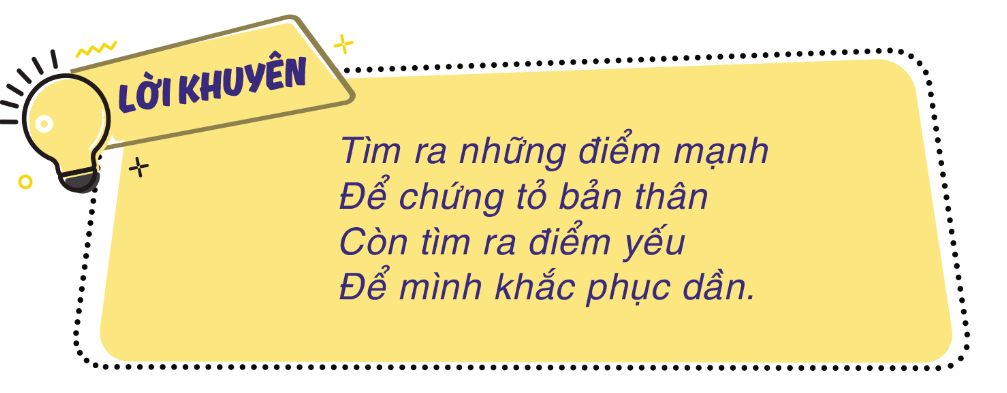 LỜI KHUYÊN
Tìm ra những điểm mạnh
Để chứng tỏ bản thân
Còn tìm ra điểm yếu
Để mình khắc phục dần.